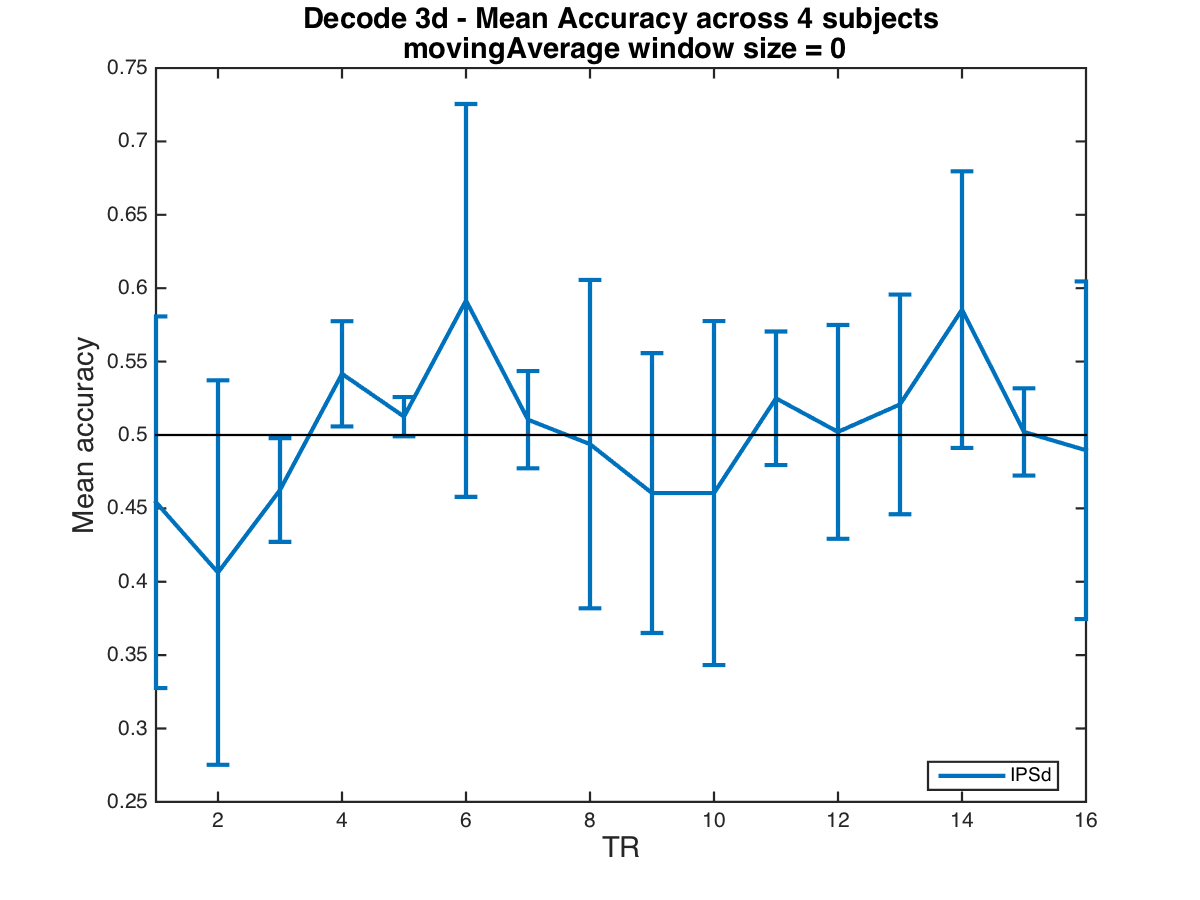 Decode 3d - Mean Accuracy across 4 subjects
movingAverage window size = 0
0.75
0.7
0.65
0.6
0.55
0.5
0.45
0.4
0.35
0.3
0.25
Mean accuracy
IPSd
2 4 6 8 10 12 14 16
TR